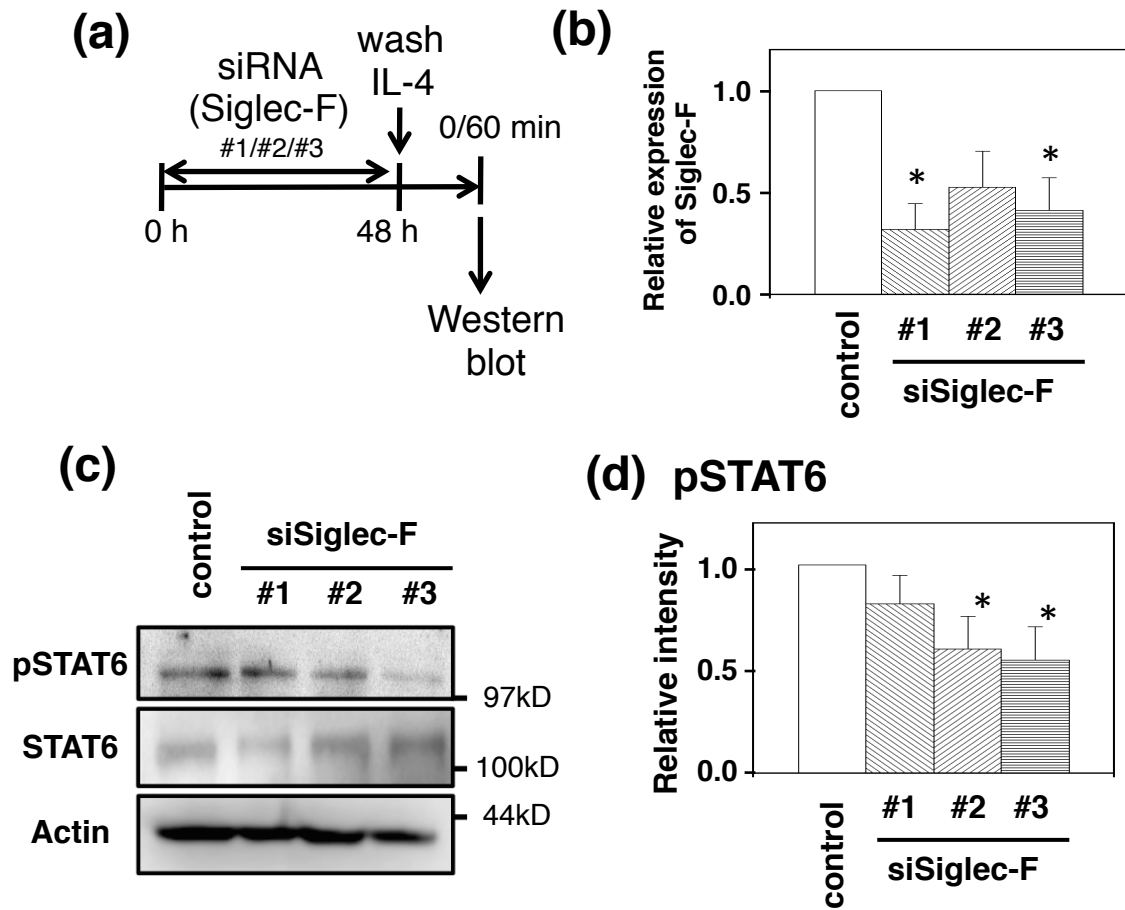 (a)
wash
IL-4
siRNA
(Siglec-F)
#1/#2/#3
0/60 min
0 h
48 h
Western
blot
(b)
Relative expression
of Siglec-F
1.0
0.5
0.0
*
*
control
#1 #2 #3
siSiglec-F
(c)
control
siSiglec-F
#1 #2 #3
pSTAT6
97kD
STAT6
100kD
44kD
Actin
(d) pSTAT6
Relative intensity
1.0
0.5
0.0
*
*
control
#1 #2 #3
siSiglec-F